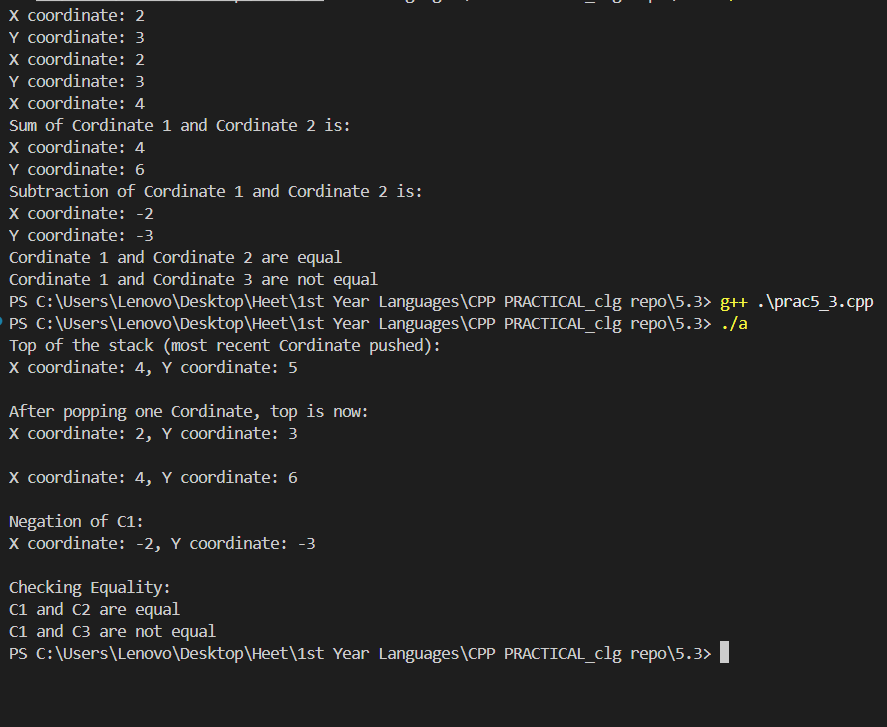 X coordinate: 2
Y coordinate: 3
X coordinate: 2
Y coordinate: 3
X coordinate: 4
Sum of Cordinate 1 and Cordinate 2 is:
X coordinate: 4
Y coordinate: 6
Subtraction of Cordinate 1 and Cordinate 2 is:
X coordinate: -2
Y coordinate: -3
Cordinate 1 and Cordinate 2 are equal
Cordinate 1 and Cordinate 3 are not equal
PS C:\Users\Lenovo\Desktop\Heet\1st Year Languages\CPP PRACTICAL_clg repo\5.3> g++ .\prac5_3.cpp
PS C:\Users\Lenovo\Desktop\Heet\1st Year Languages\CPP PRACTICAL_clg repo\5.3> ./a
Top of the stack (most recent Cordinate pushed):
X coordinate: 4, Y coordinate: 5
After popping one Cordinate, top is now:
X coordinate: 2, Y coordinate: 3
X coordinate: 4, Y coordinate: 6
Negation of C1:
X coordinate: -2, Y coordinate: -3
Checking Equality:
C1 and C2 are equal
C1 and C3 are not equal
PS C:\Users\Lenovo\Desktop\Heet\1st Year Languages\CPP PRACTICAL_clg repo\5.3>